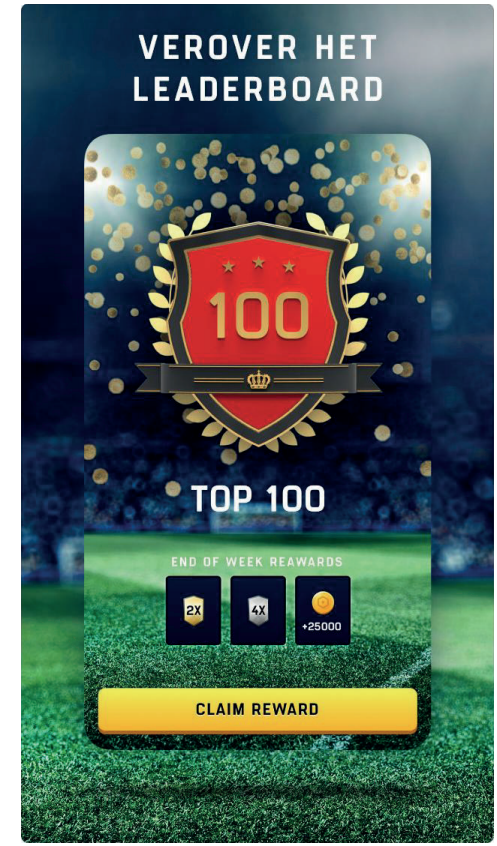 VEROVER HET
LEADERBOARD
100
TOP 100
END OF WEEK REAWARDS
2X
4X
+25000
CLAIM REWARD